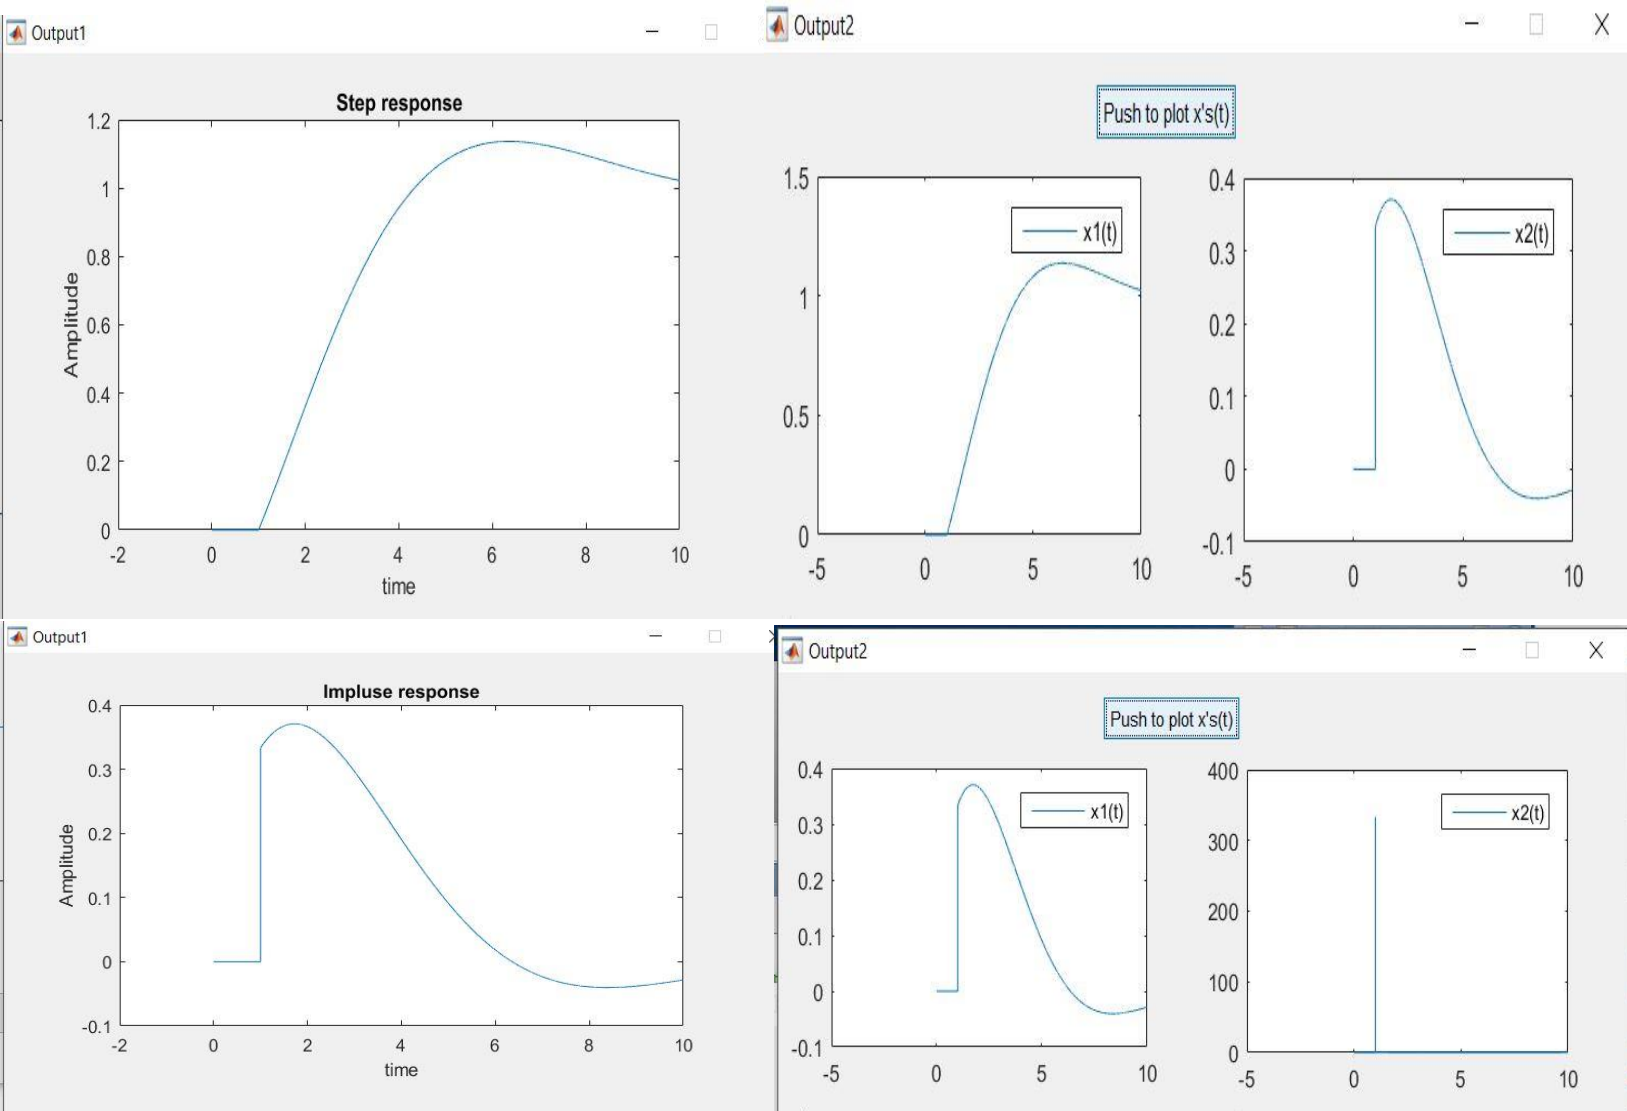 Output1
Step response
1.2
1
0.8
0.6
0.4
0.2
0
Amplitude
-2 0 2 4 6 8 10
time
Output2
Push to plot x's(t)
1.5
1
0.5
0
x1(t)
-5 0 5 10
0.4
0.3
0.2
0.1
0
-0.1
x2(t)
-5 0 5 10
Output1
Impluse response
0.4
0.3
0.2
0.1
0
-0.1
Amplitude
-2 0 2 4 6 8 10
time
Output2
Push to plot x's(t)
0.4
0.3
0.2
0.1
0
-0.1
x1(t)
-5 0 5 10
400
300
200
100
0
x2(t)
-5 0 5 10